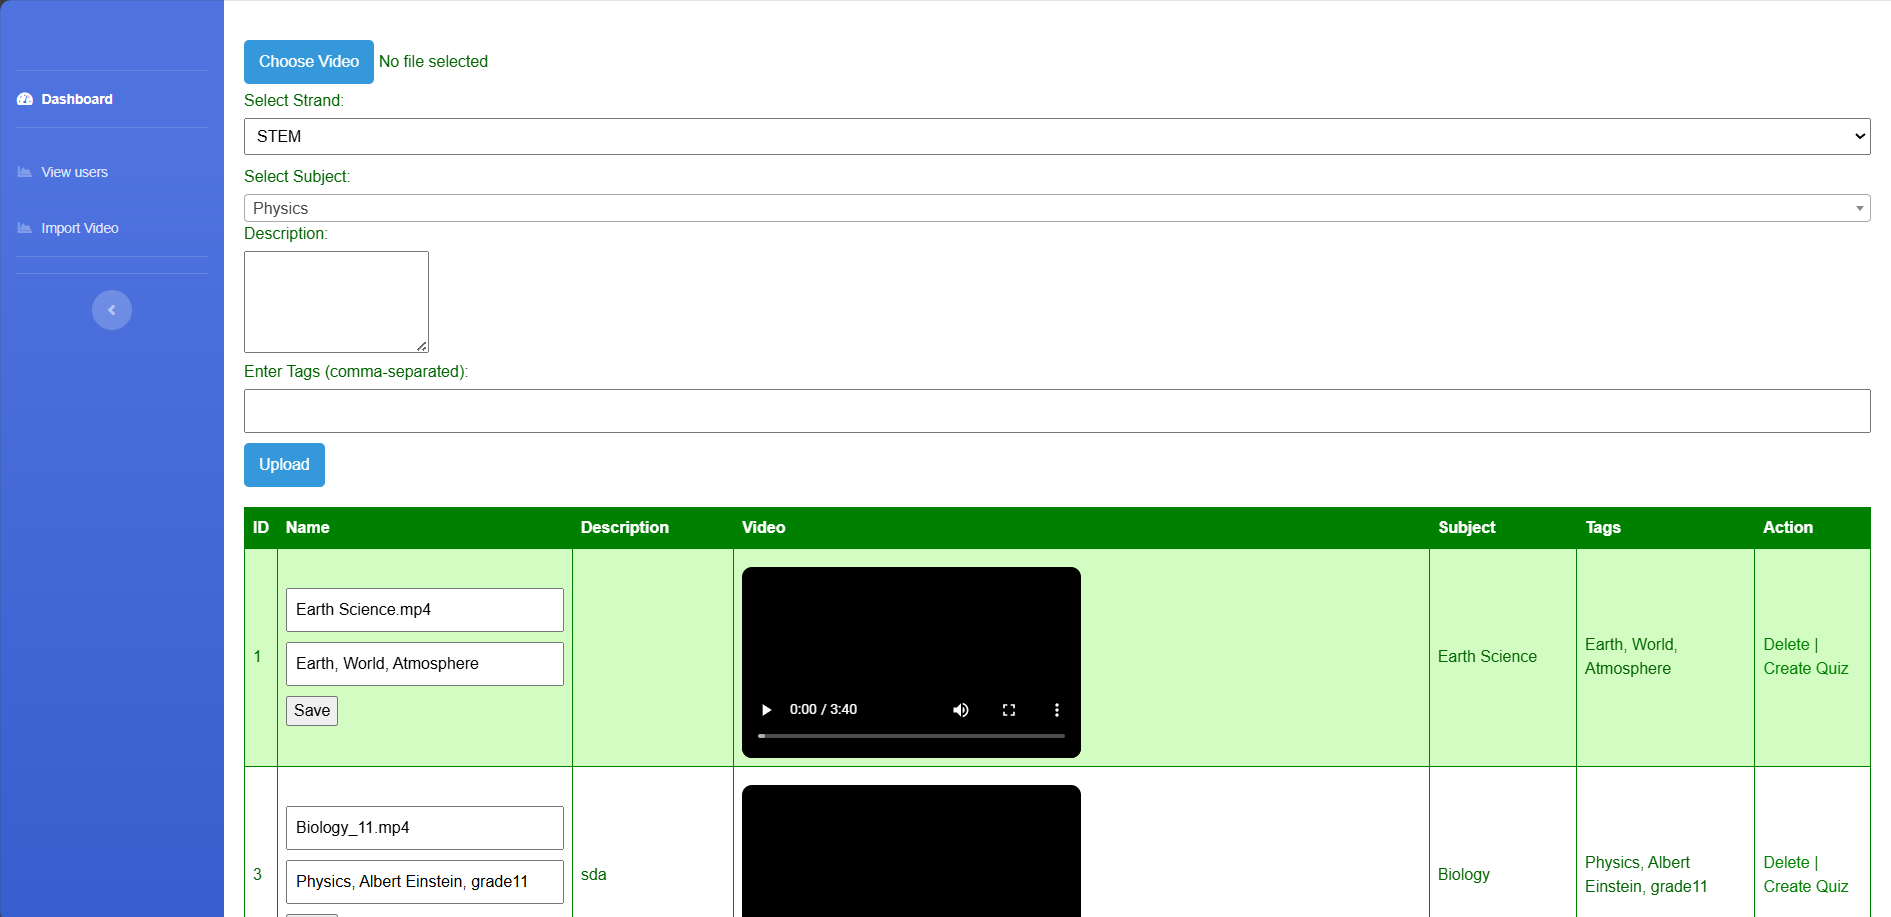 Dashboard
View users
Import Video
Choose Video No file selected
Select Strand:
STEM
Select Subject:
Physics
Description:
Enter Tags (comma-separated):
Upload
ID Name Description Video Subject Tags Action
1
Earth Science.mp4
Earth, World, Atmosphere
Save
0:00 / 3:40
Earth Science
Earth, World,
Atmosphere
Delete |
Create Quiz
3
Biology_11.mp4
Physics, Albert Einstein, grade11
sda
Biology
Physics, Albert
Einstein, grade11
Delete |
Create Quiz